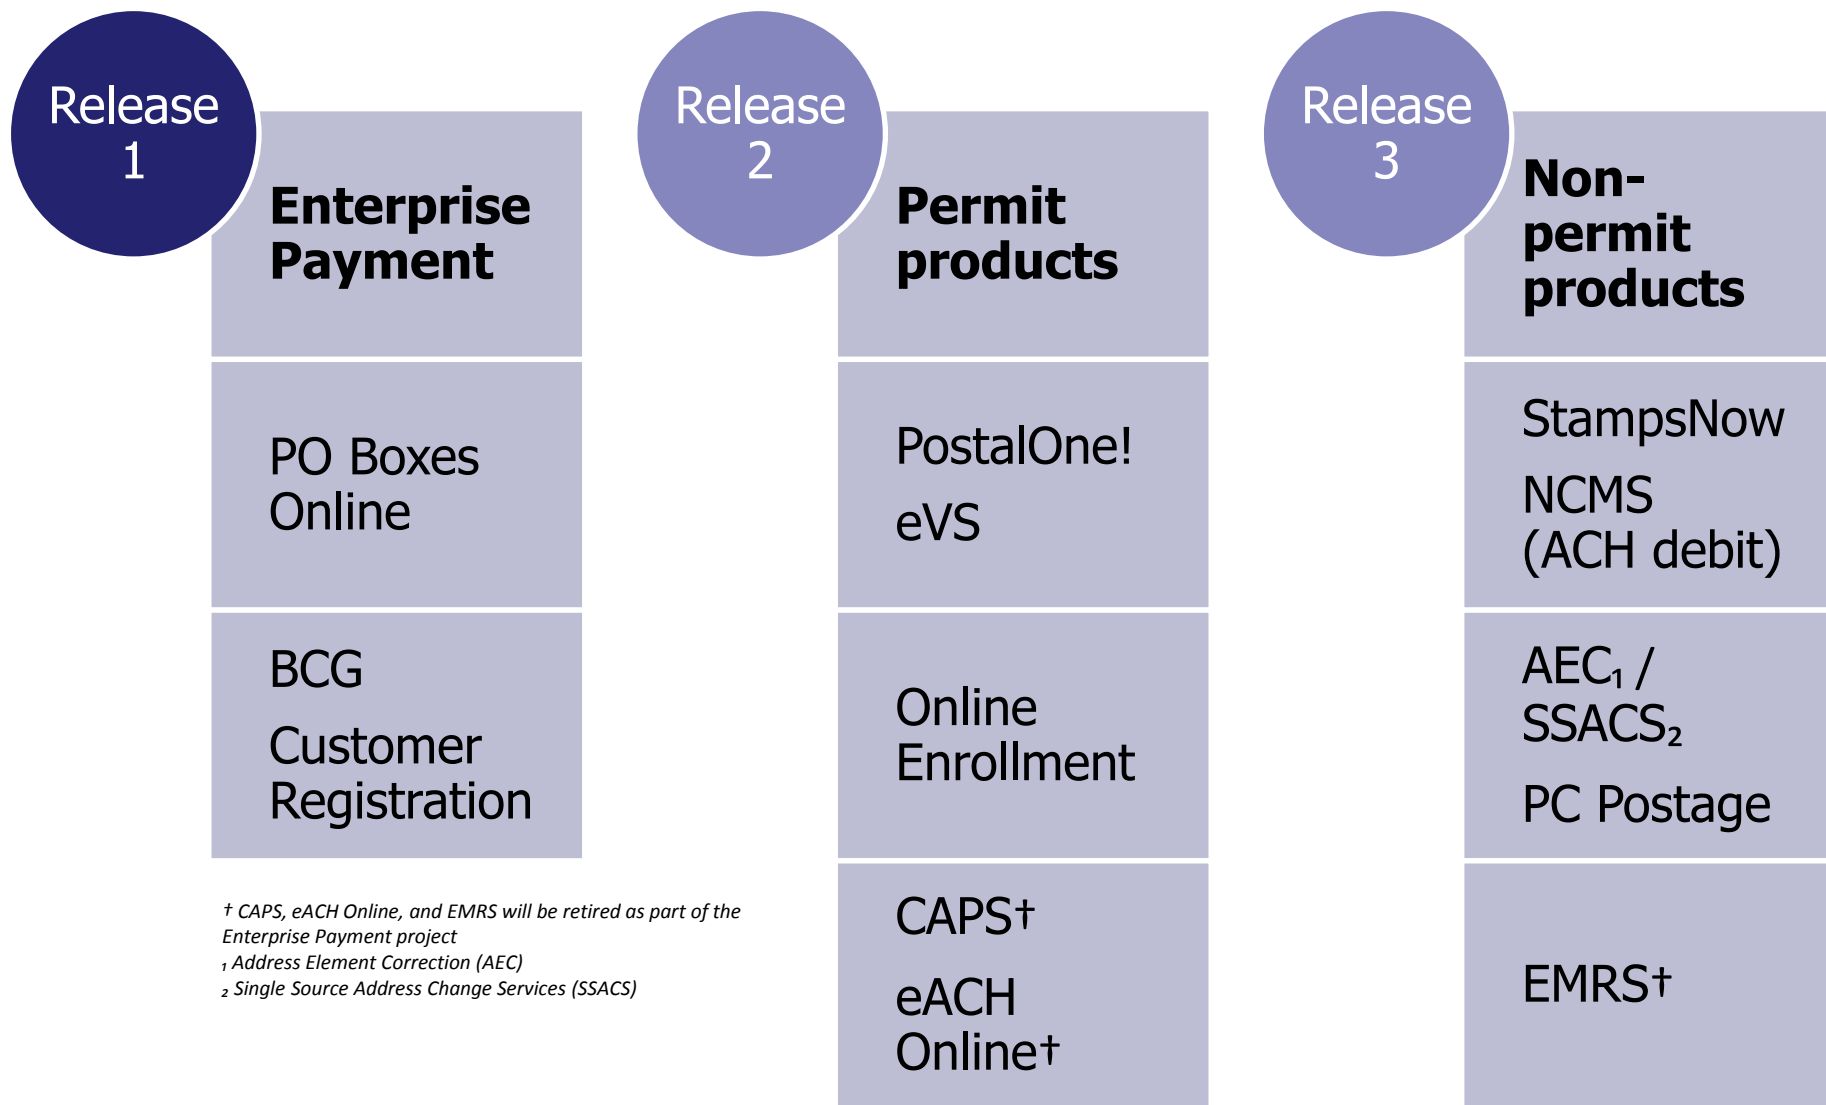 Release
1
Enterprise
Payment
PO Boxes
Online
BCG
Customer
Registration
† CAPS, eACH Online, and EMRS will be retired as part of the
Enterprise Payment project
₁ Address Element Correction (AEC)
₂ Single Source Address Change Services (SSACS)
Release
2
Permit
products
PostalOne!
eVS
Online
Enrollment
CAPS†
eACH
Online†
Release
3
Non-
permit
products
StampsNow
NCMS
(ACH debit)
AEC₁ /
SSACS₂
PC Postage
EMRS†